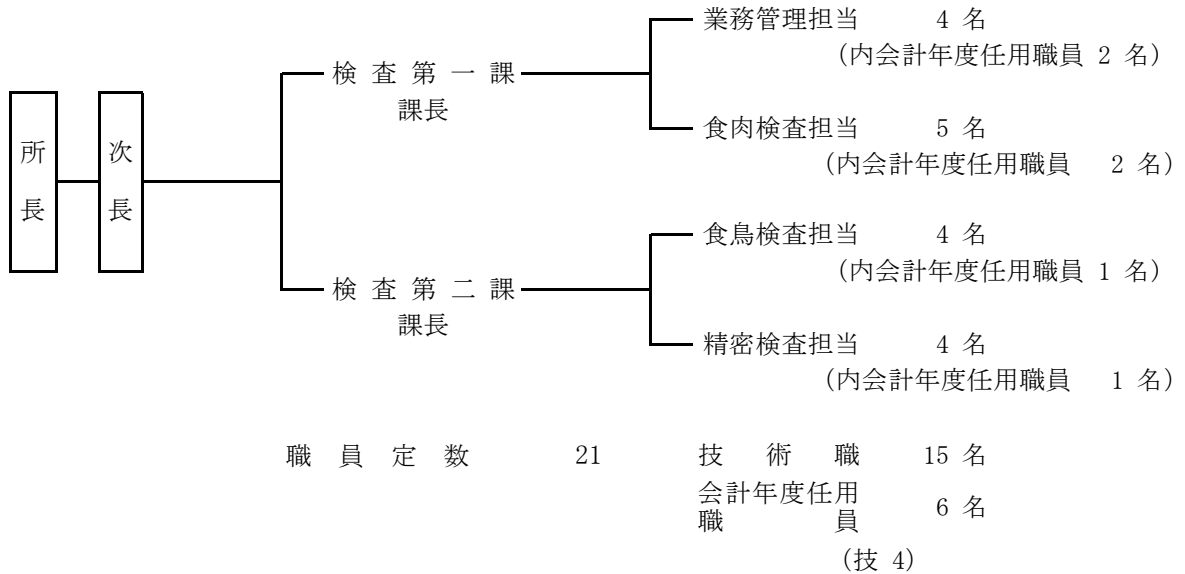 業務管理担当 4 名
(内会計年度任用職員 2 名)
検 査 第 一 課
課長
食肉検査担当 5 名
(内会計年度任用職員 2 名)
所長
次長
食鳥検査担当 4 名
(内会計年度任用職員 1 名)
検 査 第 二 課
課長
精密検査担当 4 名
(内会計年度任用職員 1 名)
職 員 定 数 21 技 術 職 15 名
会計年度任用
職 員 6 名
(技 4)